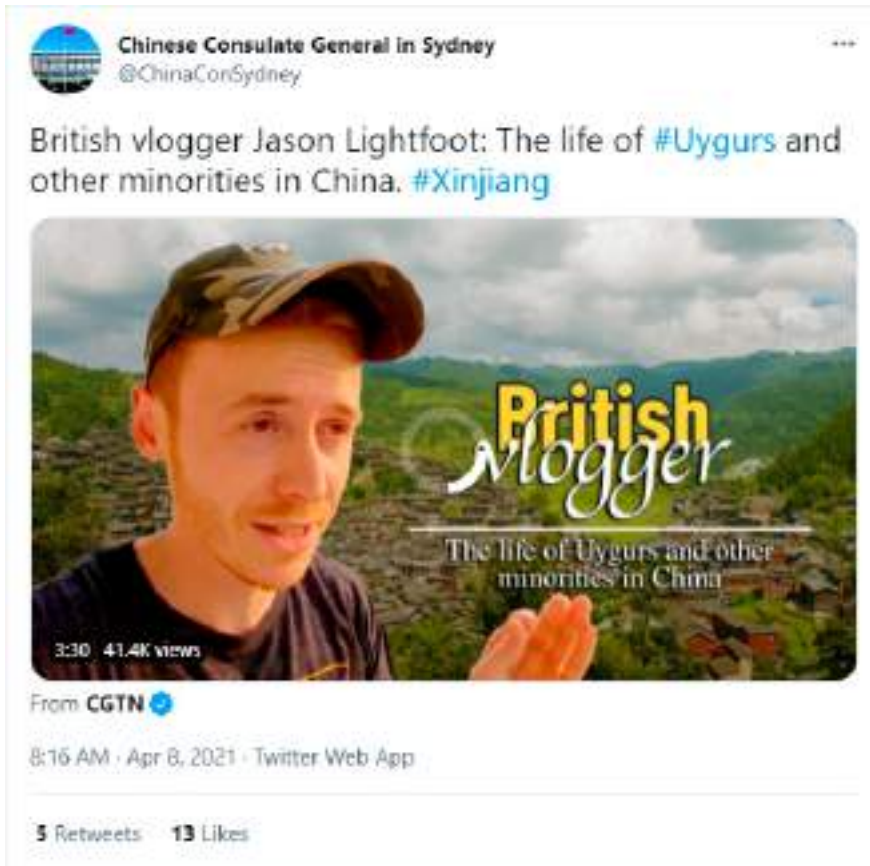 Chinese Consulate General in Sydney
@ChinaConSydney
British vlogger Jason Lightfoot: The life of #Uygurs and
other minorities in China. #Xinjiang
British
vlogger
The life of Uygurs and other
minorities in China
3:30 41.4K views
From CGTN
8:16 AM · Apr 8, 2021 · Twitter Web App
5 Retweets 13 Likes